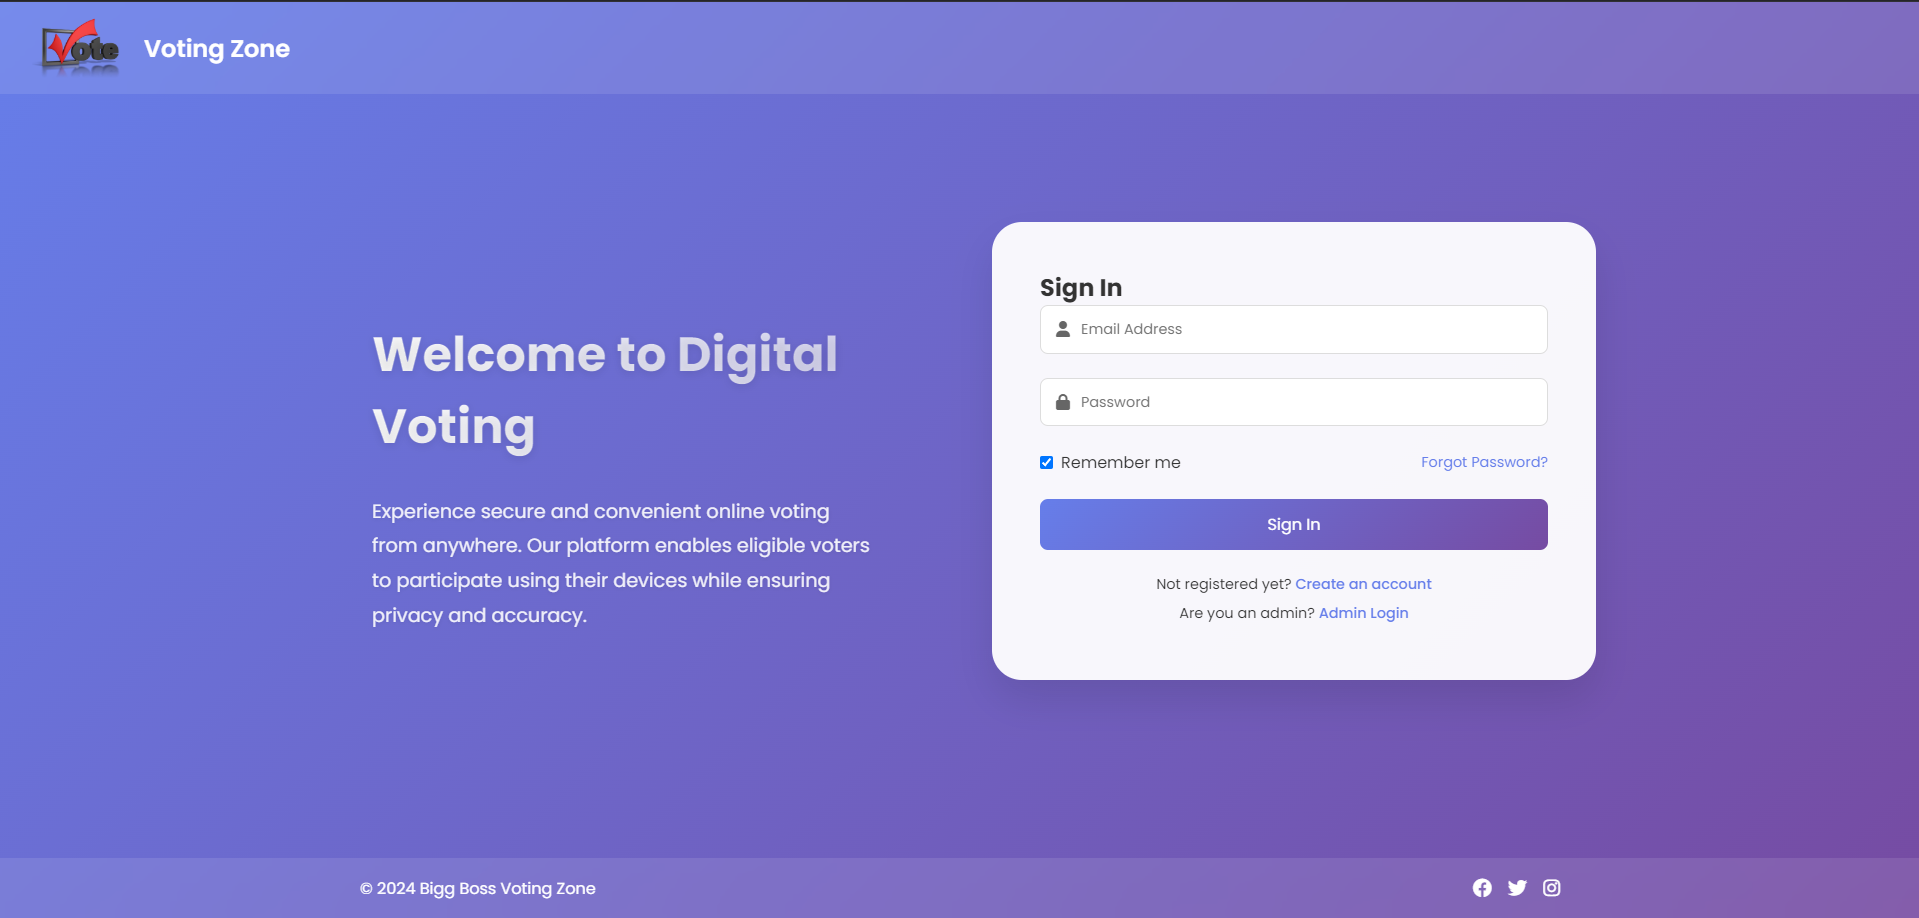 Vote
Voting Zone
Welcome to Digital
Voting
Experience secure and convenient online voting
from anywhere. Our platform enables eligible voters
to participate using their devices while ensuring
privacy and accuracy.
Sign In
Email Address
Password
Remember me
Forgot Password?
Sign In
Not registered yet? Create an account
Are you an admin? Admin Login
© 2024 Bigg Boss Voting Zone